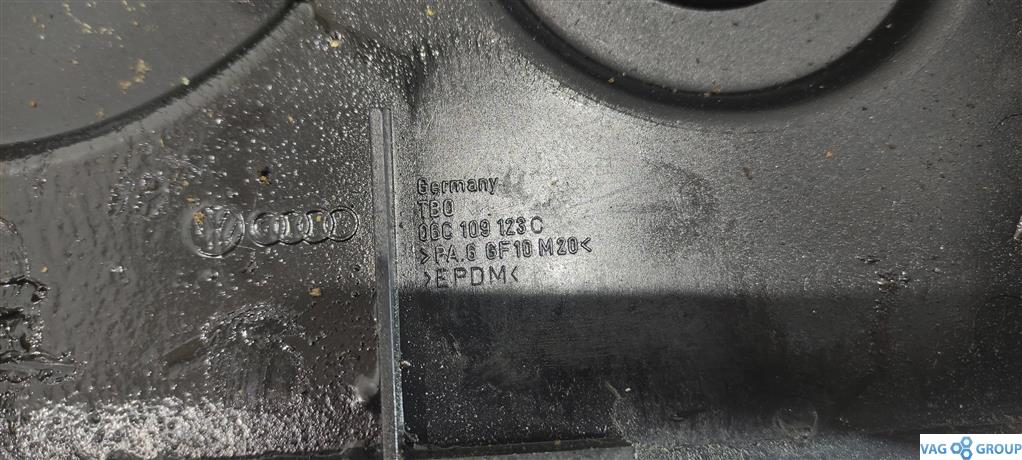 Germany
TBO
06C 109 123 C
>PA.6 GF10 M20<
>EPDM<
VAG GROUP